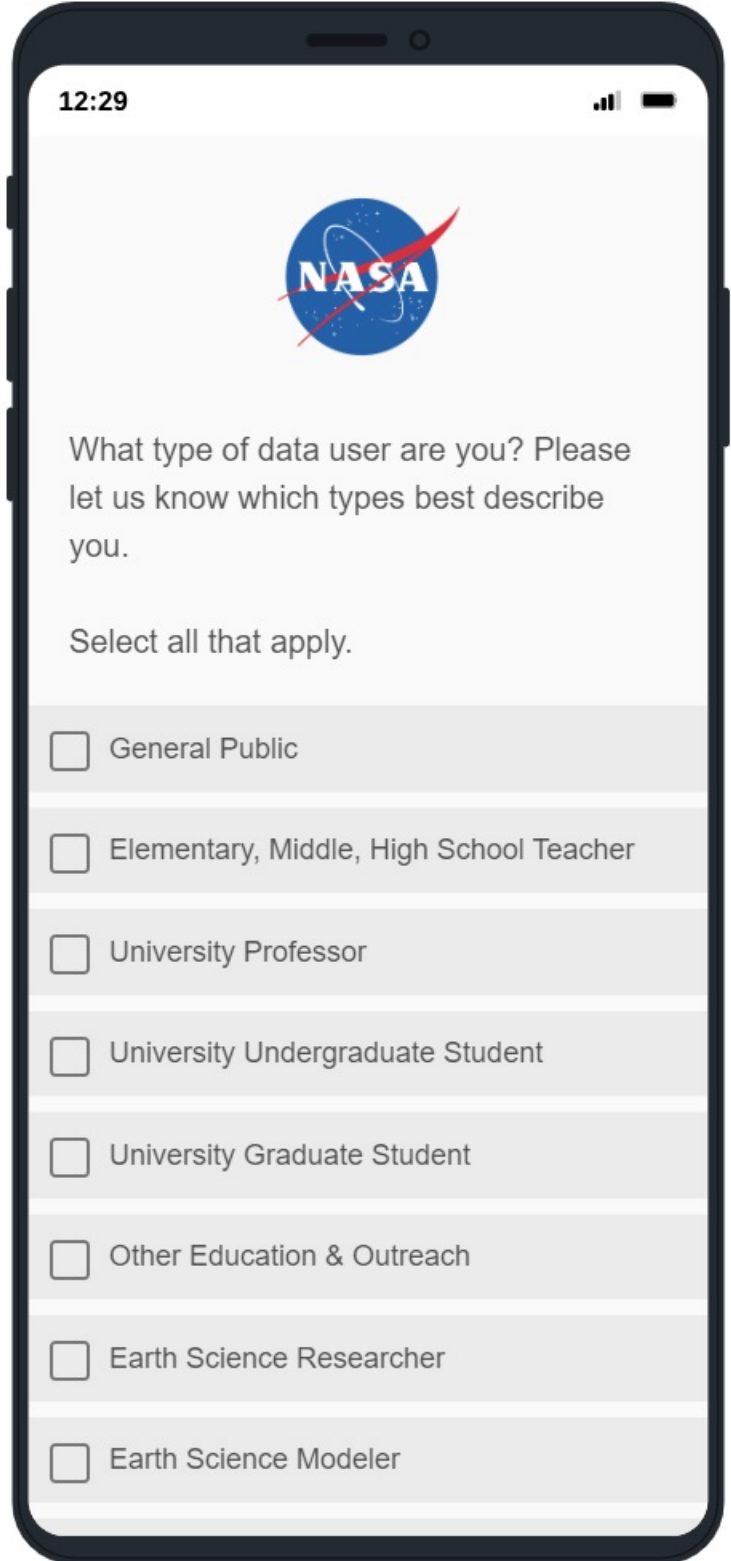 12:29
NASA
What type of data user are you? Please
let us know which types best describe
you.
Select all that apply.
General Public
Elementary, Middle, High School Teacher
University Professor
University Undergraduate Student
University Graduate Student
Other Education & Outreach
Earth Science Researcher
Earth Science Modeler